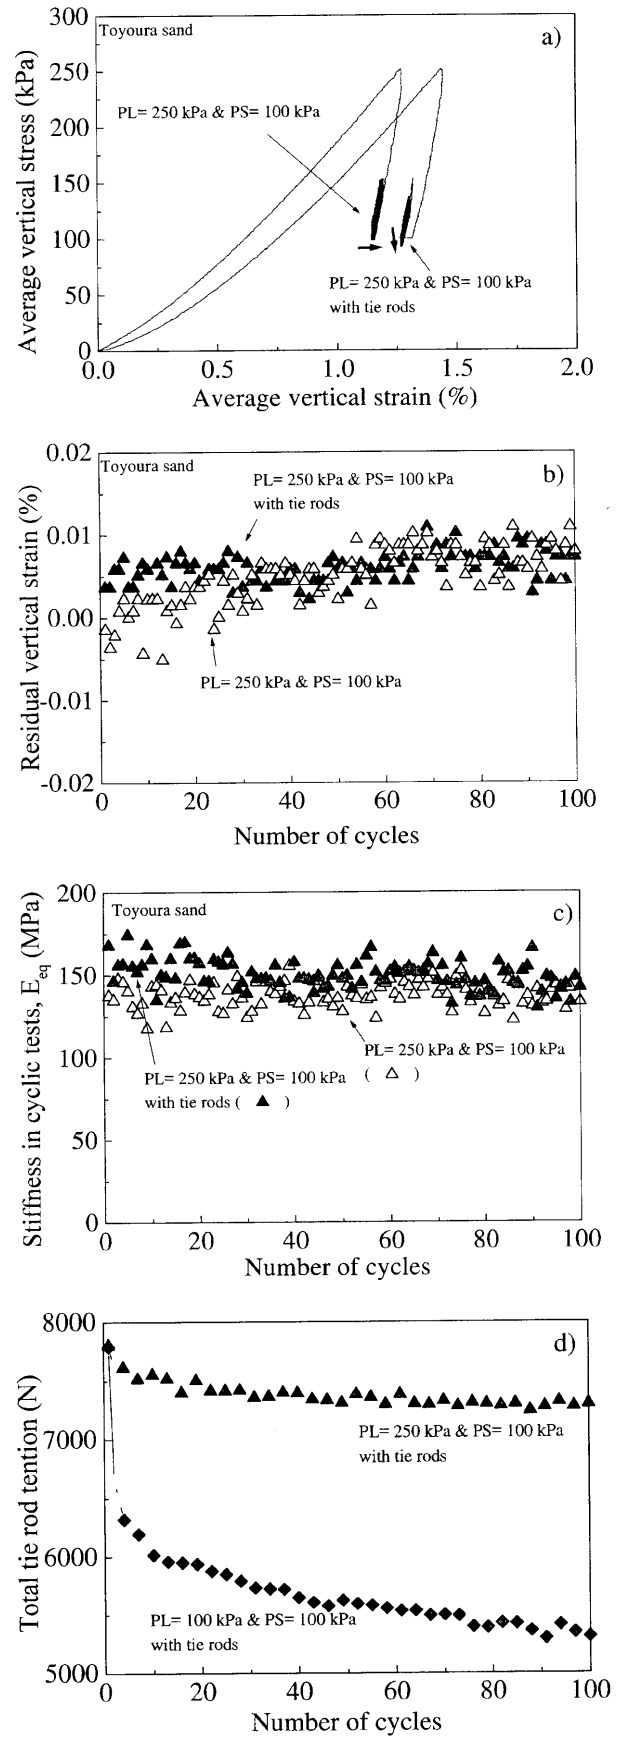 300
Toyoura sand
a)
250
PL= 250 kPa & PS= 100 kPa
200
150
100
PL= 250 kPa & PS= 100 kPa
with tie rods
50
0
Average vertical stress (kPa)
0.0 0.5 1.0 1.5 2.0
Average vertical strain (%)
0.02
Toyoura sand
b)
PL= 250 kPa & PS= 100 kPa
with tie rods
0.01
0.00
PL= 250 kPa & PS= 100 kPa
-0.01
-0.02
Residual vertical strain (%)
0 20 40 60 80 100
Number of cycles
200
Toyoura sand
c)
150
100
PL= 250 kPa & PS= 100 kPa
( △ )
PL= 250 kPa & PS= 100 kPa
with tie rods ( ▲ )
50
0
Stiffness in cyclic tests, Eeq (MPa)
0 20 40 60 80 100
Number of cycles
8000
d)
7000
PL= 250 kPa & PS= 100 kPa
with tie rods
6000
PL= 100 kPa & PS= 100 kPa
with tie rods
5000
Total tie rod tention (N)
0 20 40 60 80 100
Number of cycles